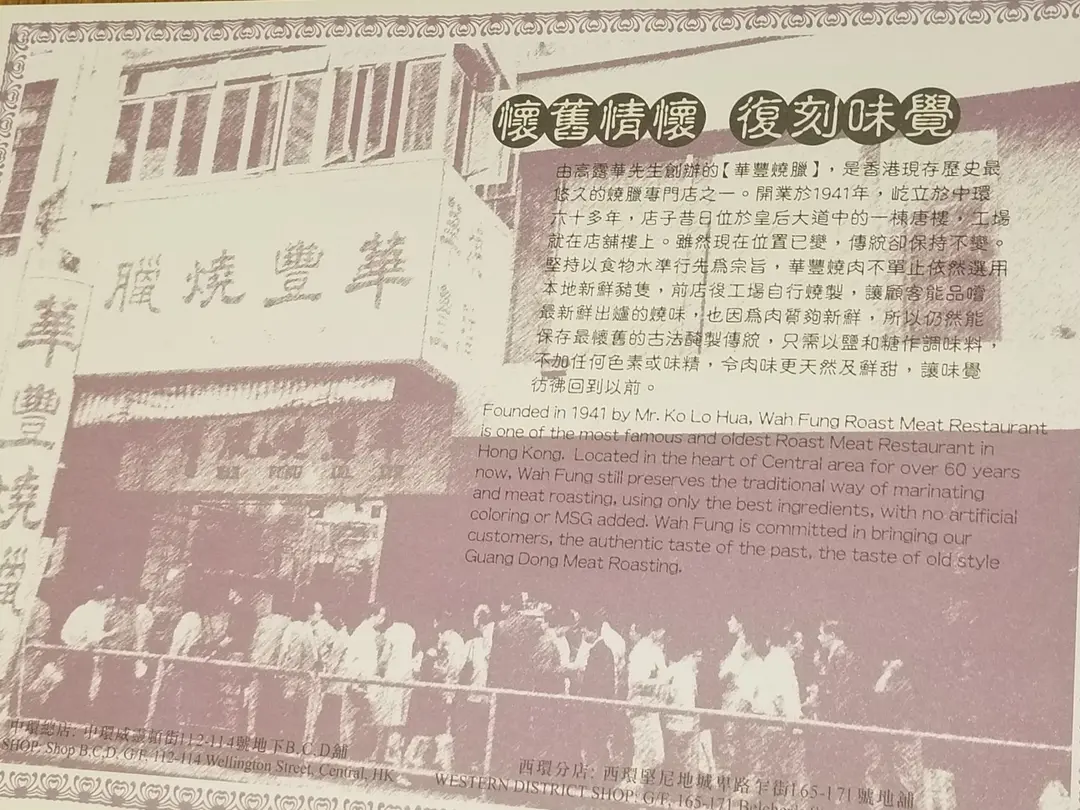 懷舊情懷 復刻味覺
由高露華先生創辦的【華豐燒臘】，是香港現存歷史最
悠久的燒臘專門店之一。開業於1941年，屹立於中環
六十多年，店子昔日位於皇后大道中的一棟唐樓，工場
就在店舖樓上。雖然現在位置已變，傳統卻保持不變。
堅持以食物水準行先為宗旨，華豐燒肉不單止依然選用
本地新鮮豬隻，前店後工場自行燒製，讓顧客能品嚐
最新鮮出爐的燒味，也因為肉質夠新鮮，所以仍然能
保存最懷舊的古法醃製傳統，只需以鹽和糖作調味料，
不加任何色素或味精，令肉味更天然及鮮甜，讓味覺
彷彿回到以前。
Founded in 1941 by Mr. Ko Lo Hua, Wah Fung Roast Meat Restaurant
is one of the most famous and oldest Roast Meat Restaurant in
Hong Kong. Located in the heart of Central area for over 60 years
now, Wah Fung still preserves the traditional way of marinating
and meat roasting, using only the best ingredients, with no artificial
coloring or MSG added. Wah Fung is committed in bringing our
customers, the authentic taste of the past, the taste of old style
Guang Dong Meat Roasting.
臘燒豐華
華豐燒臘
中環總店: 中環威靈頓街112-114號地下B.C.D舖
SHOP: Shop B.C.D, G/F, 112-114 Wellington Street, Central, HK
西環分店: 西環堅尼地城卑路乍街165-171號地舖
WESTERN DISTRICT SHOP: G/F, 165-171